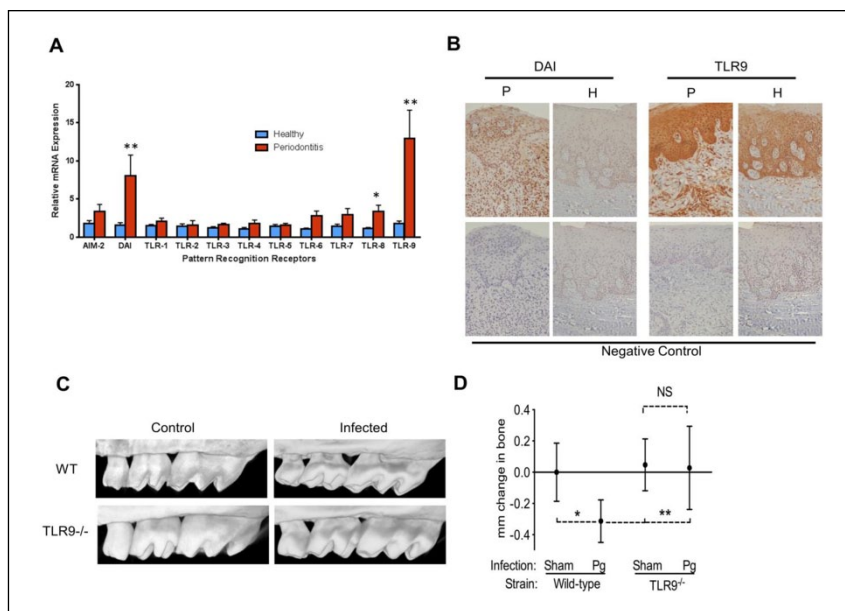 A
Relative mRNA Expression
20
15
10
5
0
Healthy
Periodontitis
**
**
*
AIM-2 DAI TLR-1 TLR-2 TLR-3 TLR-4 TLR-5 TLR-6 TLR-7 TLR-8 TLR-9
Pattern Recognition Receptors
B
DAI TLR9
P H P H
Negative Control
C
Control Infected
WT
TLR9-/-
D
NS
mm change in bone
0.4
0.2
0.0
-0.2
-0.4
* **
Infection: Sham Pg Sham Pg
Strain: Wild-type TLR9-/-